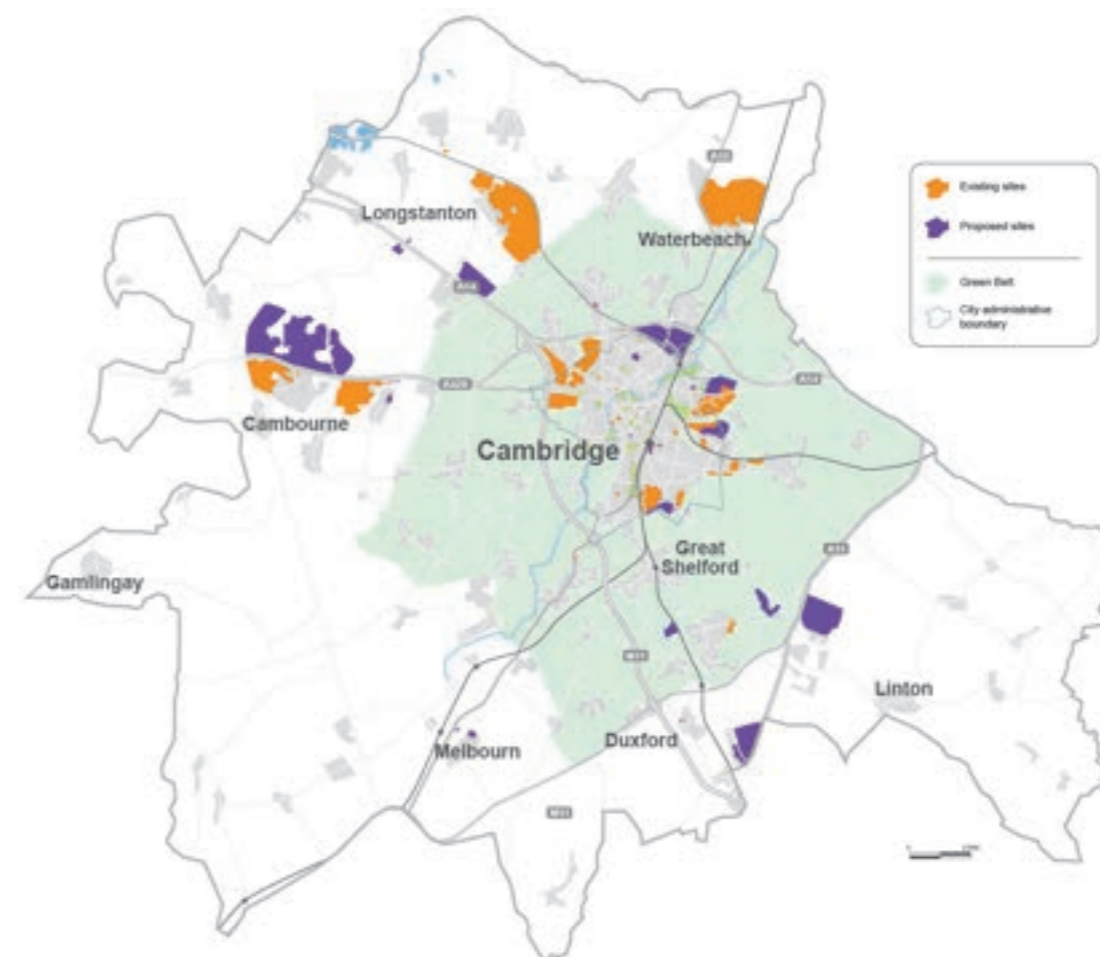 A10
Longstanton
Waterbeach
Existing sites
Proposed sites
Green Belt
City administrative
boundary
A14
A14
A428
Cambourne
Cambridge
Gamlingay
Great
Shelford
M11
Linton
Melbourn
Duxford